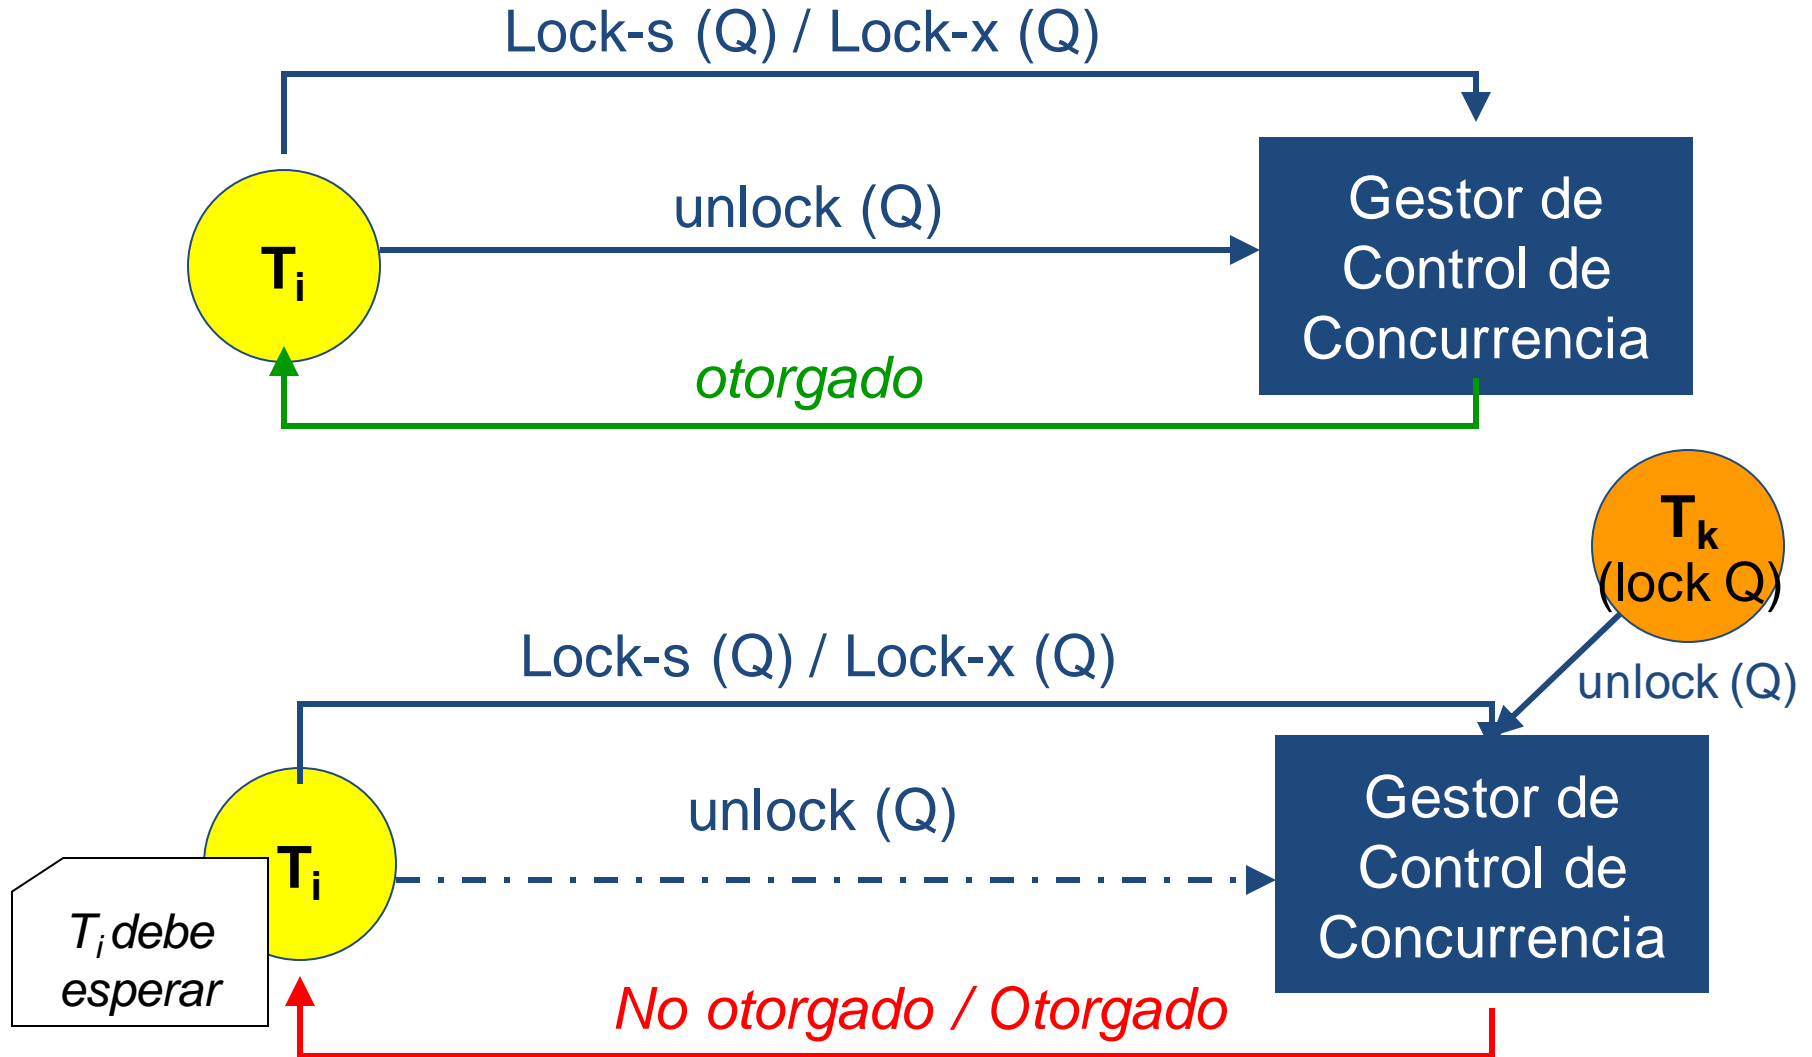 Lock-s (Q) / Lock-x (Q)
unlock (Q)
Gestor de
Control de
Concurrencia
Ti
otorgado
Tk
(lock Q)
Lock-s (Q) / Lock-x (Q)
unlock (Q)
unlock (Q)
Gestor de
Control de
Concurrencia
Ti
Ti debe
esperar
No otorgado / Otorgado